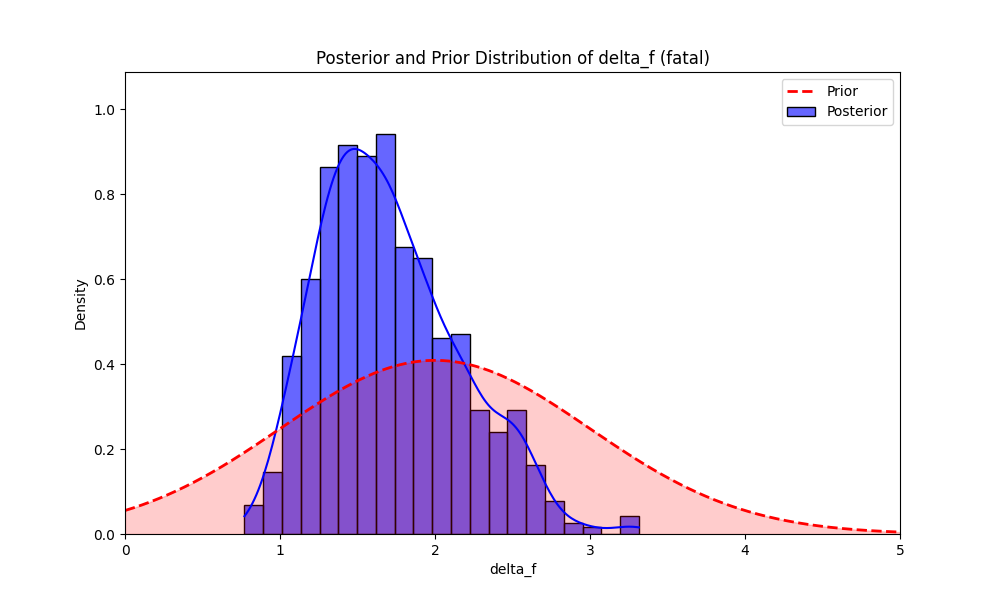 Posterior and Prior Distribution of delta_f (fatal)
Prior
Posterior
1.0
0.8
0.6
0.4
0.2
0.0
Density
0 1 2 3 4 5
delta_f